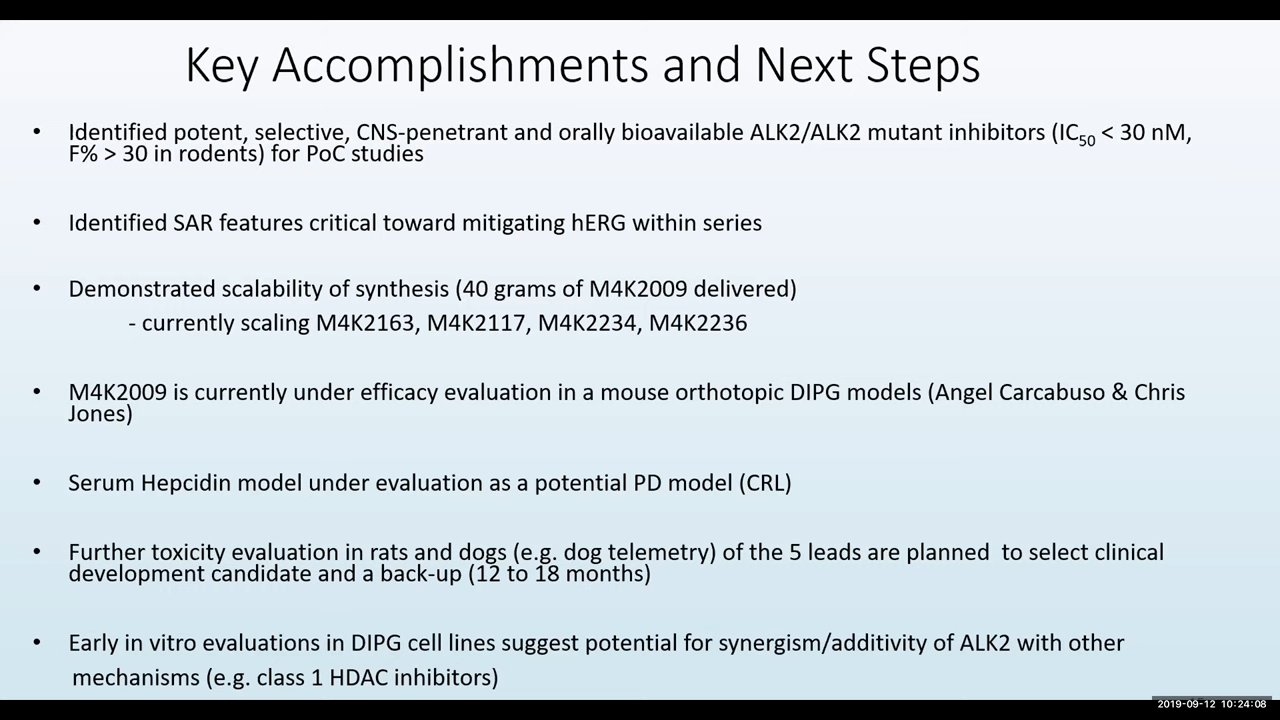 Key Accomplishments and Next Steps
• Identified potent, selective, CNS-penetrant and orally bioavailable ALK2/ALK2 mutant inhibitors (IC50 < 30 nM,
F% > 30 in rodents) for PoC studies
• Identified SAR features critical toward mitigating hERG within series
• Demonstrated scalability of synthesis (40 grams of M4K2009 delivered)
- currently scaling M4K2163, M4K2117, M4K2234, M4K2236
• M4K2009 is currently under efficacy evaluation in a mouse orthotopic DIPG models (Angel Carcabuso & Chris
Jones)
• Serum Hepcidin model under evaluation as a potential PD model (CRL)
• Further toxicity evaluation in rats and dogs (e.g. dog telemetry) of the 5 leads are planned  to select clinical
development candidate and a back-up (12 to 18 months)
• Early in vitro evaluations in DIPG cell lines suggest potential for synergism/additivity of ALK2 with other
mechanisms (e.g. class 1 HDAC inhibitors)
2019-09-12 10:24:08